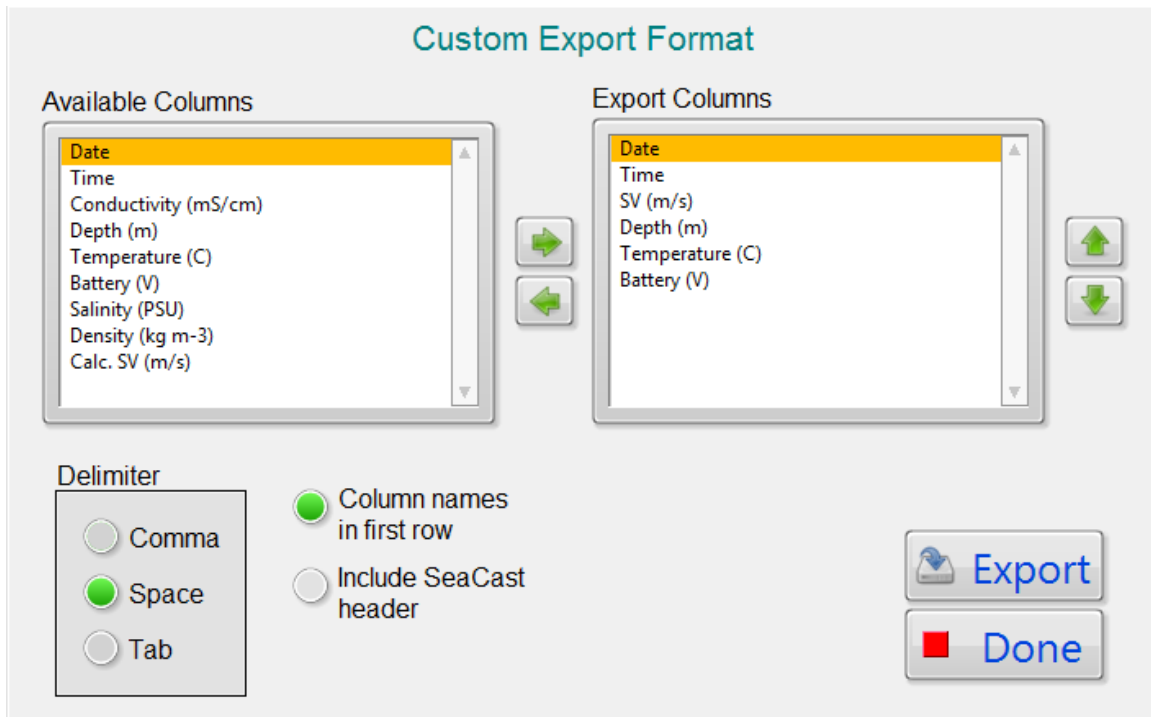 Custom Export Format
Available Columns
Date
Time
Conductivity (mS/cm)
Depth (m)
Temperature (C)
Battery (V)
Salinity (PSU)
Density (kg m-3)
Calc. SV (m/s)
Export Columns
Date
Time
SV (m/s)
Depth (m)
Temperature (C)
Battery (V)
Delimiter
Comma
Space
Tab
Column names
in first row
Include SeaCast
header
Export
Done